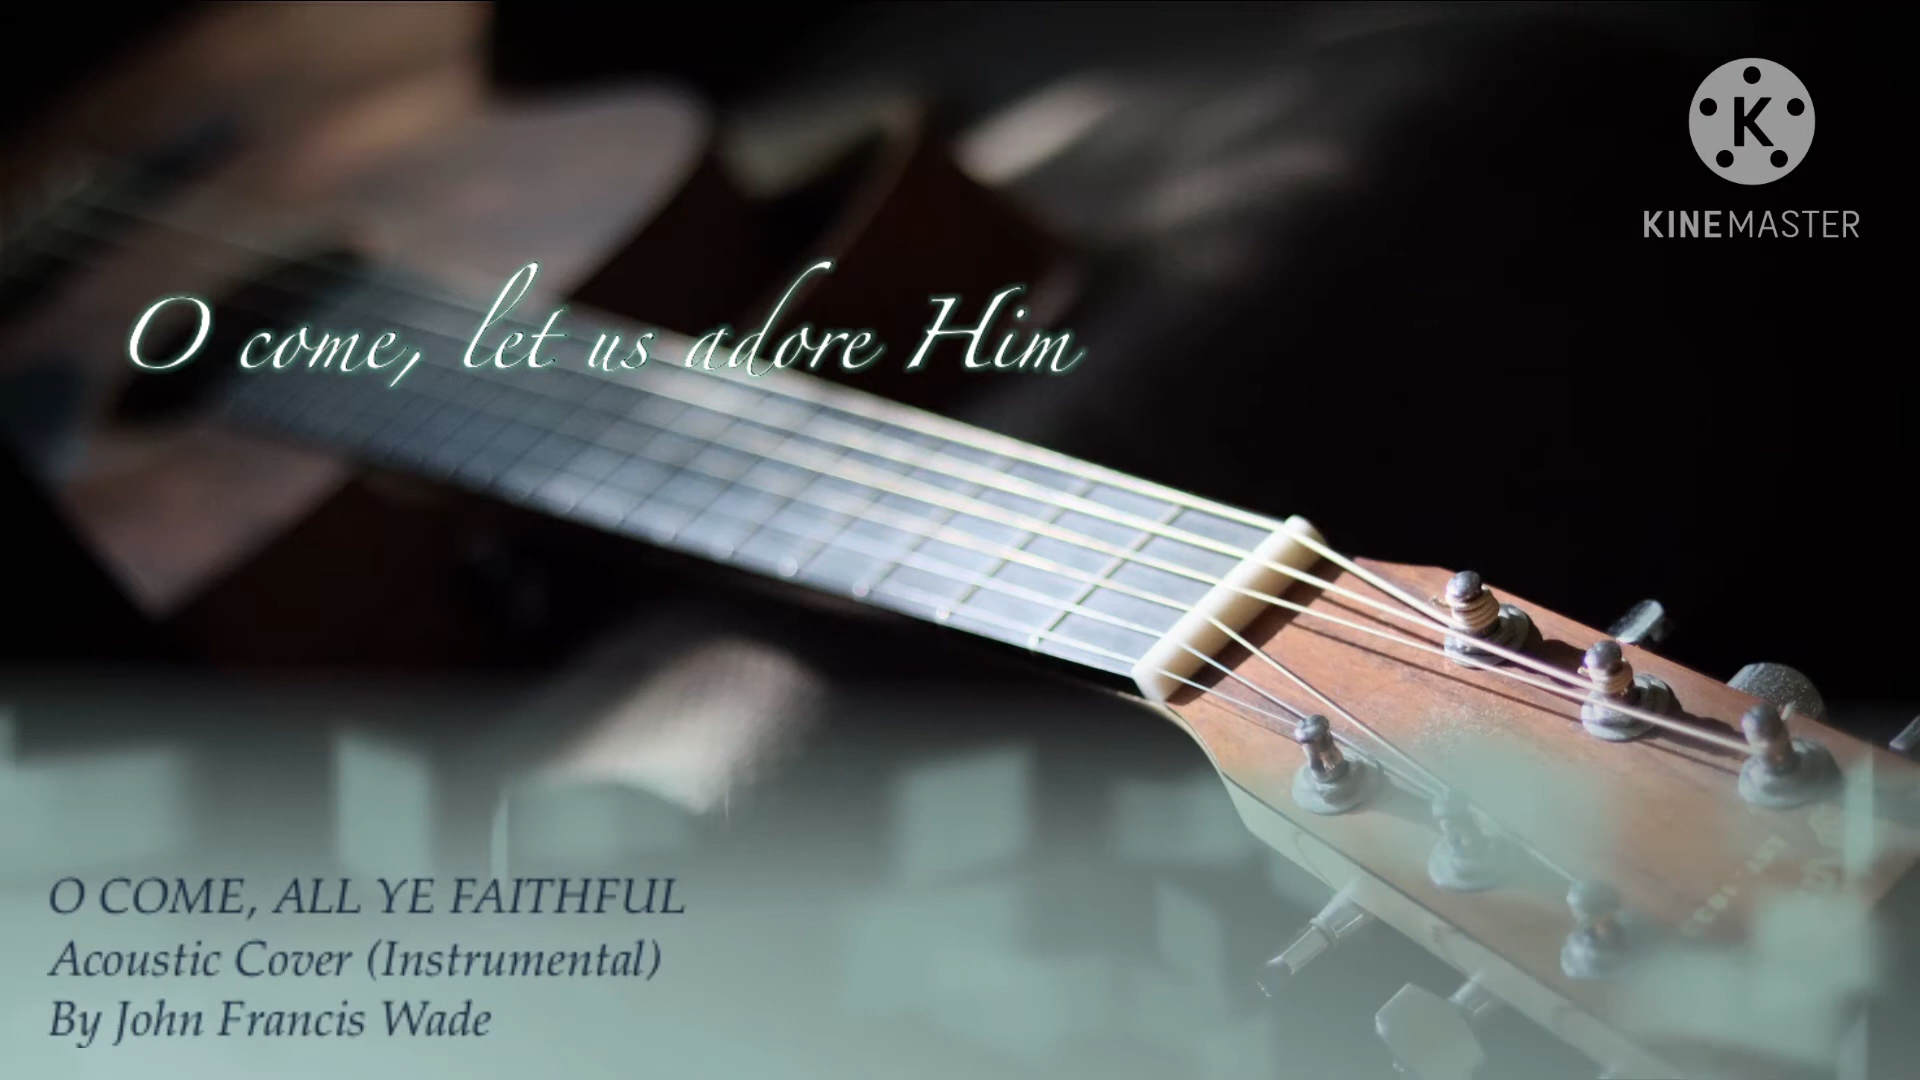 K
KINEMASTER
O come, let us adore Him
O COME, ALL YE FAITHFUL
Acoustic Cover (Instrumental)
By John Francis Wade